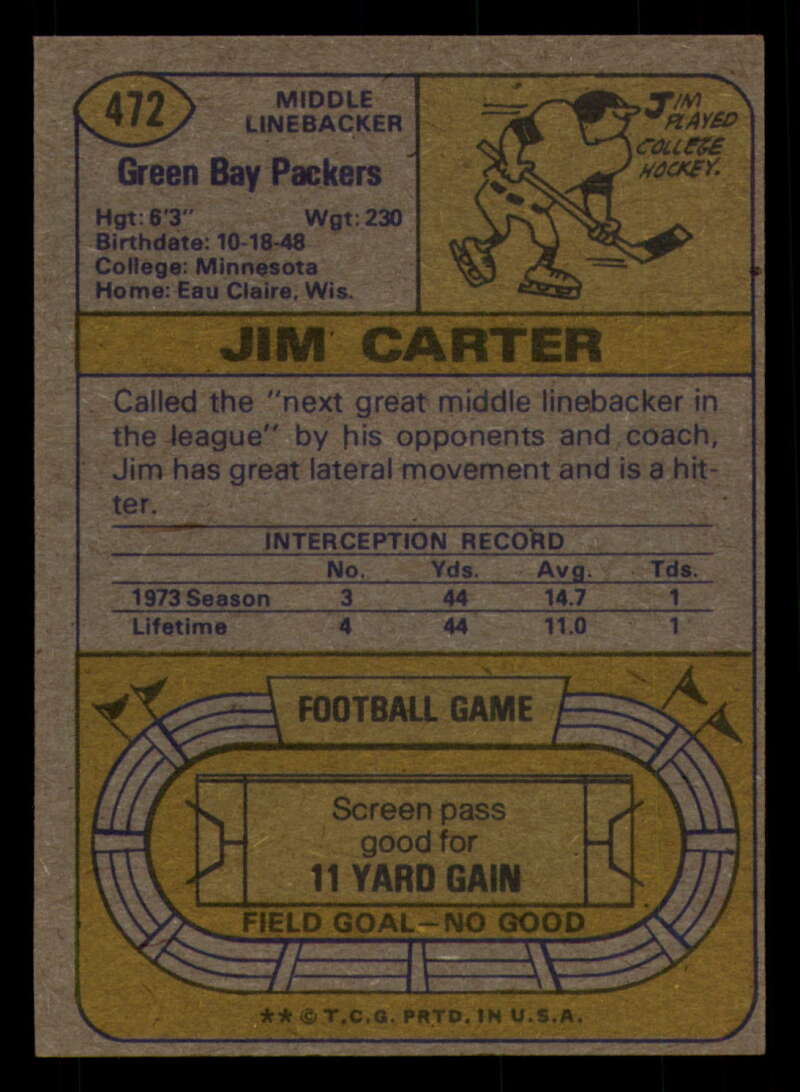 472
MIDDLE
LINEBACKER
Green Bay Packers
Hgt: 6'3" Wgt: 230
Birthdate: 10-18-48
College: Minnesota
Home: Eau Claire, Wis.
JIM PLAYED
COLLEGE
HOCKEY.
JIM CARTER
Called the "next great middle linebacker in
the league" by his opponents and coach,
Jim has great lateral movement and is a hit-
ter.
INTERCEPTION RECORD
No. Yds. Avg. Tds.
1973 Season 3 44 14.7 1
Lifetime 4 44 11.0 1
FOOTBALL GAME
Screen pass
good for
11 YARD GAIN
FIELD GOAL—NO GOOD
** © T.C.G. PRTD. IN U.S.A.